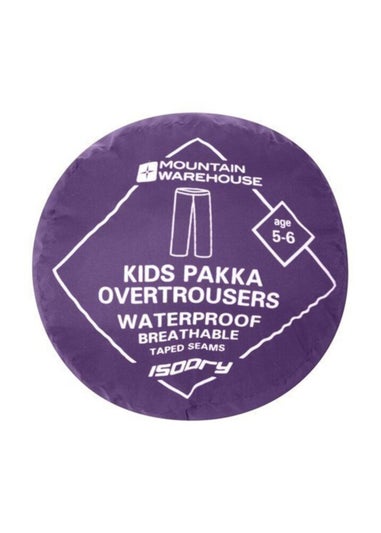 MOUNTAIN
WAREHOUSE
age
5-6
KIDS PAKKA
OVERTROUSERS
WATERPROOF
BREATHABLE
TAPED SEAMS
ISODRY